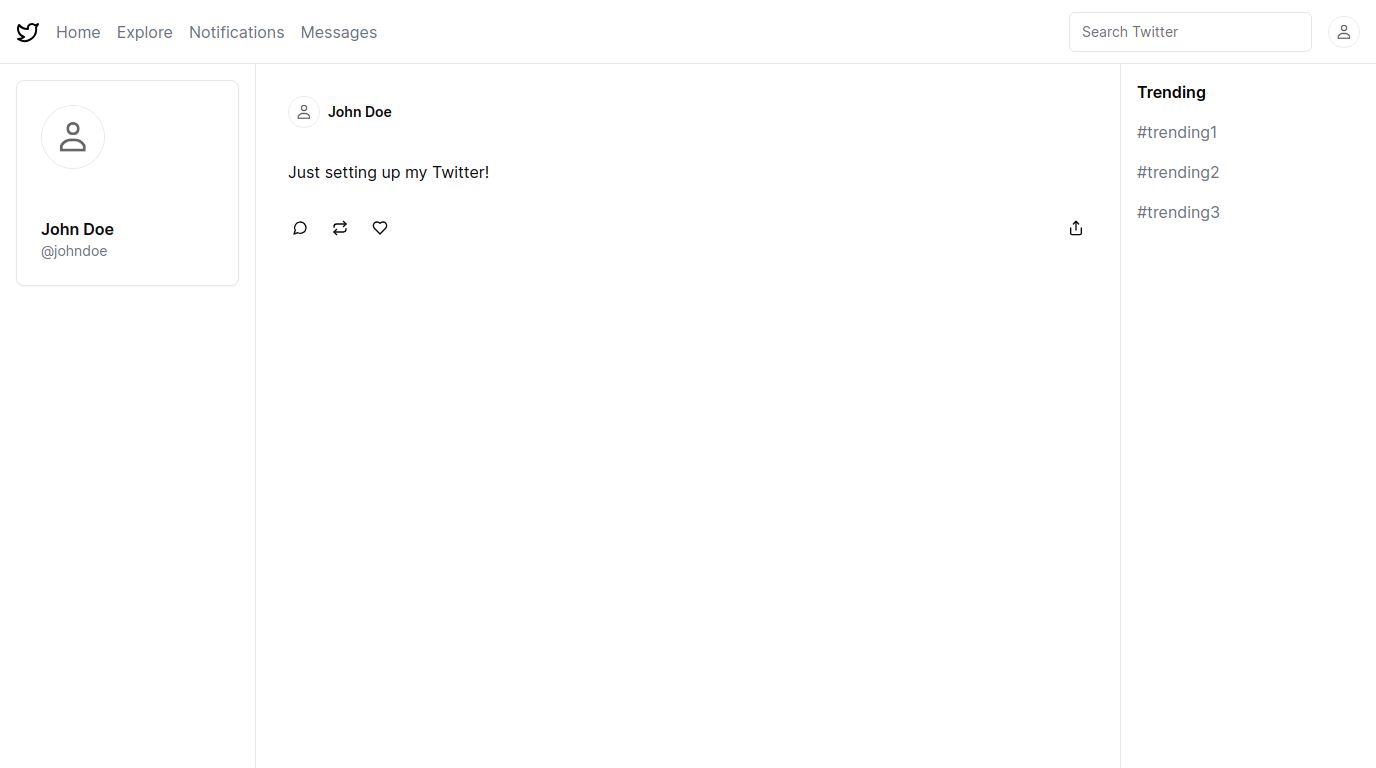 Home Explore Notifications Messages Search Twitter
John Doe
@johndoe
John Doe
Just setting up my Twitter!
Trending
#trending1
#trending2
#trending3